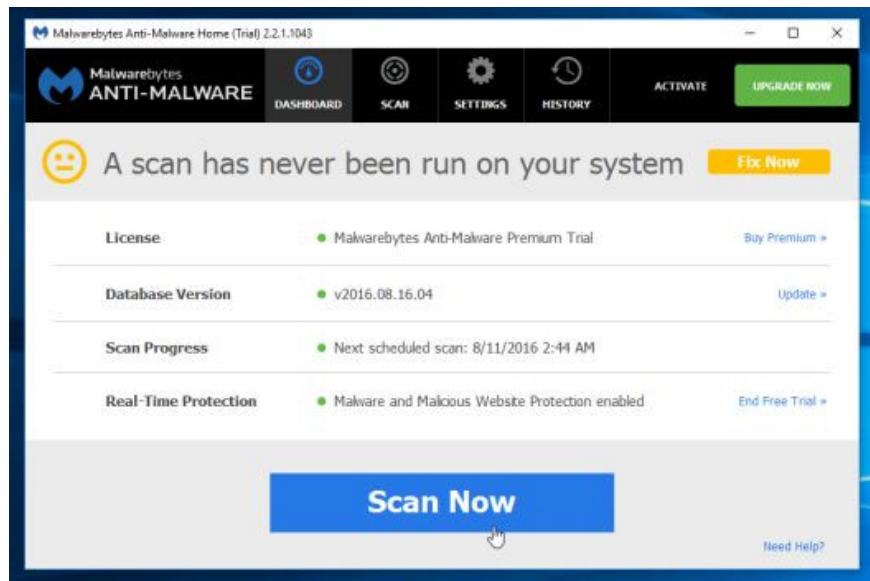 Malwarebytes Anti-Malware Home (Trial) 2.2.1.1043
Malwarebytes
ANTI-MALWARE
DASHBOARD
SCAN
SETTINGS
HISTORY
ACTIVATE
UPGRADE NOW
A scan has never been run on your system
Fix Now
License
Malwarebytes Anti-Malware Premium Trial
Buy Premium »
Database Version
v2016.08.16.04
Update »
Scan Progress
Next scheduled scan: 8/11/2016 2:44 AM
Real-Time Protection
Malware and Malicious Website Protection enabled
End Free Trial »
Scan Now
Need Help?